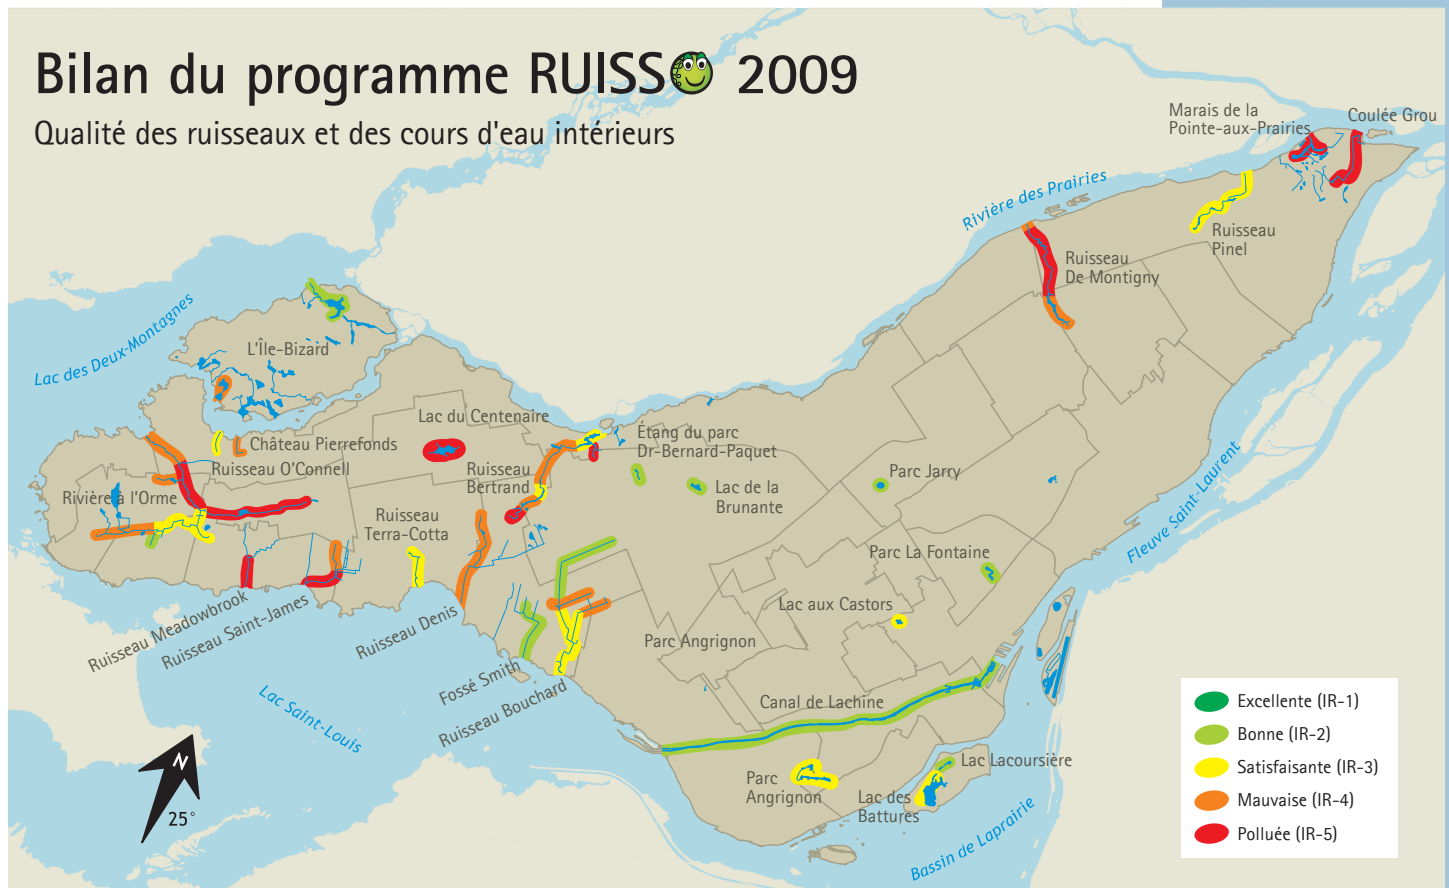 Bilan du programme RUISSO 2009
Qualité des ruisseaux et des cours d'eau intérieurs
Marais de la
Pointe-aux-Prairies
Coulée Grou
Rivière des Prairies
Ruisseau
Pinel
Ruisseau
De Montigny
Lac des Deux-Montagnes
L'Île-Bizard
Lac du Centenaire
Château Pierrefonds
Ruisseau O'Connell
Rivière à l'Orme
Ruisseau
Bertrand
Étang du parc
Dr-Bernard-Paquet
Lac de la
Brunante
Parc Jarry
Fleuve Saint-Laurent
Ruisseau
Terra-Cotta
Parc La Fontaine
Lac aux Castors
Ruisseau Meadowbrook
Ruisseau Saint-James
Ruisseau Denis
Fossé Smith
Ruisseau Bouchard
Parc Angrignon
Lac Saint-Louis
Canal de Lachine
Parc
Angrignon
Lac des
Battures
Lac Lacoursière
Bassin de Laprairie
N
25°
Excellente (IR-1)
Bonne (IR-2)
Satisfaisante (IR-3)
Mauvaise (IR-4)
Polluée (IR-5)